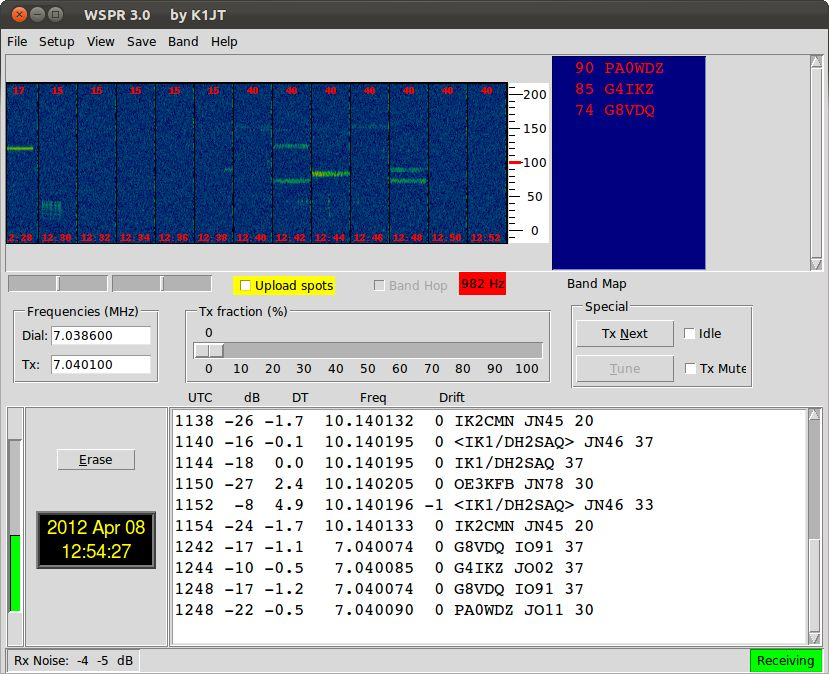 WSPR 3.0 by K1JT
File Setup View Save Band Help
17 15 15 15 15 15 40 40 40 40 40 40 40
200
150
100
50
0
2:28 12:30 12:32 12:34 12:36 12:38 12:40 12:42 12:44 12:46 12:48 12:50 12:52
90 PA0WDZ
85 G4IKZ
74 G8VDQ
Upload spots
Band Hop
982 Hz
Band Map
Frequencies (MHz)
Dial: 7.038600
Tx: 7.040100
Tx fraction (%)
0
0 10 20 30 40 50 60 70 80 90 100
Special
Tx Next
Idle
Tune
Tx Mute
UTC dB DT Freq Drift
Erase
2012 Apr 08
12:54:27
1138 -26 -1.7 10.140132 0 IK2CMN JN45 20
1140 -16 -0.1 10.140195 0 <IK1/DH2SAQ> JN46 37
1144 -18 0.0 10.140195 0 IK1/DH2SAQ 37
1150 -27 2.4 10.140205 0 OE3KFB JN78 30
1152 -8 4.9 10.140196 -1 <IK1/DH2SAQ> JN46 33
1154 -24 -1.7 10.140133 0 IK2CMN JN45 20
1242 -17 -1.1 7.040074 0 G8VDQ IO91 37
1244 -10 -0.5 7.040085 0 G4IKZ JO02 37
1248 -17 -1.2 7.040074 0 G8VDQ IO91 37
1248 -22 -0.5 7.040090 0 PA0WDZ JO11 30
Rx Noise: -4 -5 dB
Receiving